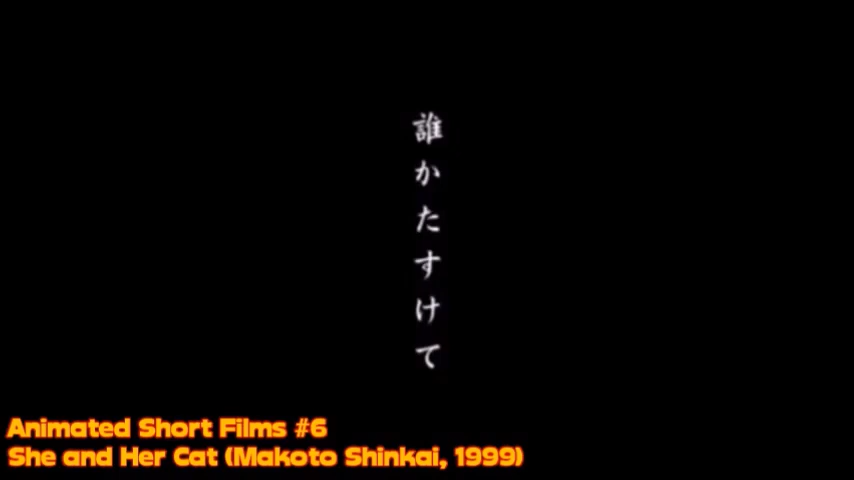 誰かたすけて
Animated Short Films #6
She and Her Cat (Makoto Shinkai, 1999)